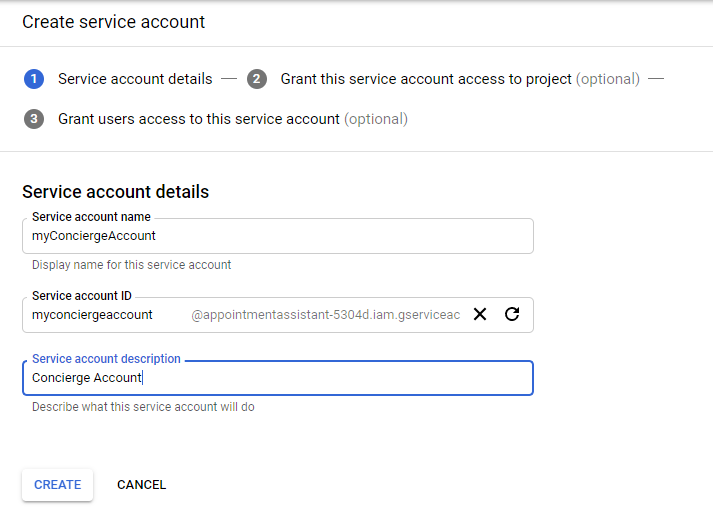 Create service account
1 Service account details — 2 Grant this service account access to project (optional) —
3 Grant users access to this service account (optional)
Service account details
Service account name
myConciergeAccount
Display name for this service account
Service account ID
myconciergeaccount @appointmentassistant-5304d.iam.gserviceac
Service account description
Concierge Account
Describe what this service account will do
CREATE CANCEL